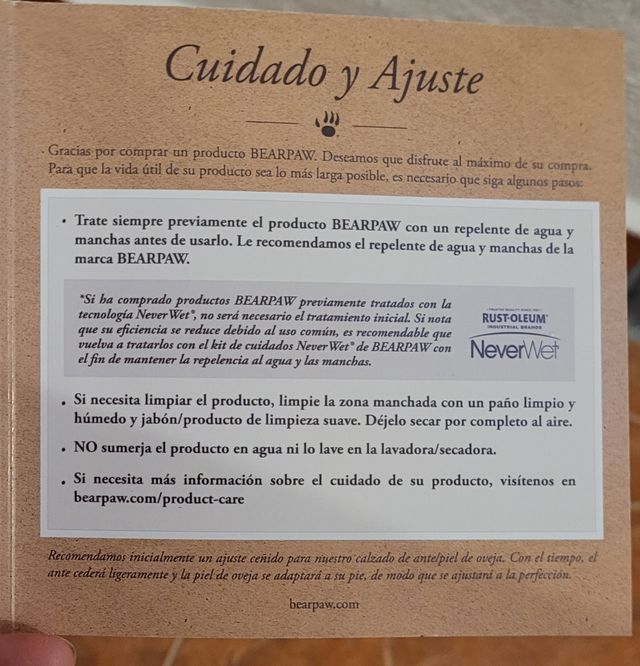 Cuidado y Ajuste
Gracias por comprar un producto BEARPAW. Deseamos que disfrute al máximo de su compra.
Para que la vida útil de su producto sea lo más larga posible, es necesario que siga algunos pasos:
• Trate siempre previamente el producto BEARPAW con un repelente de agua y
manchas antes de usarlo. Le recomendamos el repelente de agua y manchas de la
marca BEARPAW.
*Si ha comprado productos BEARPAW previamente tratados con la
tecnología NeverWet®, no será necesario el tratamiento inicial. Si nota
que su eficiencia se reduce debido al uso común, es recomendable que
vuelva a tratarlos con el kit de cuidados NeverWet® de BEARPAW con
el fin de mantener la repelencia al agua y las manchas.
RUST-OLEUM®
INDUSTRIAL BRANDS
NeverWet
• Si necesita limpiar el producto, limpie la zona manchada con un paño limpio y
húmedo y jabón/producto de limpieza suave. Déjelo secar por completo al aire.
• NO sumerja el producto en agua ni lo lave en la lavadora/secadora.
• Si necesita más información sobre el cuidado de su producto, visítenos en
bearpaw.com/product-care
Recomendamos inicialmente un ajuste ceñido para nuestro calzado de ante/piel de oveja. Con el tiempo, el
ante cederá ligeramente y la piel de oveja se adaptará a su pie, de modo que se ajustará a la perfección.
bearpaw.com